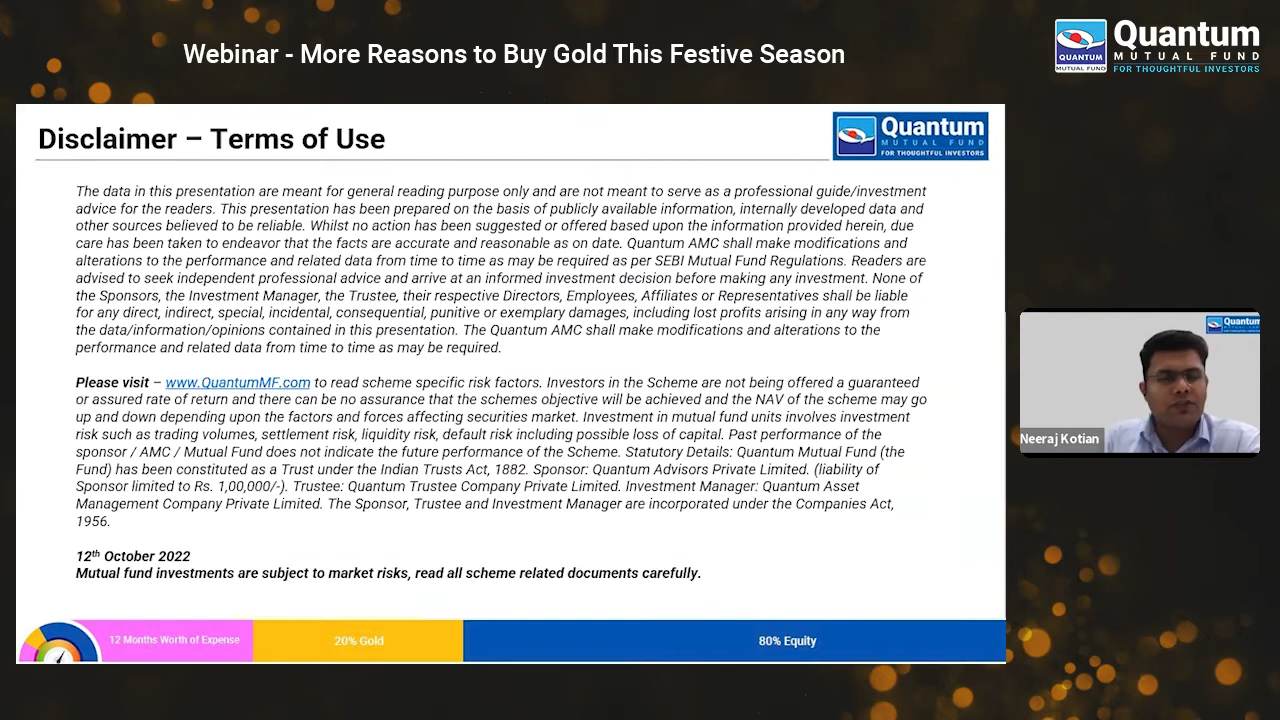 Webinar - More Reasons to Buy Gold This Festive Season
QUANTUM
MUTUAL FUND
Quantum
MUTUAL FUND
FOR THOUGHTFUL INVESTORS
Disclaimer – Terms of Use
Quantum
MUTUAL FUND
FOR THOUGHTFUL INVESTORS
The data in this presentation are meant for general reading purpose only and are not meant to serve as a professional guide/investment
advice for the readers. This presentation has been prepared on the basis of publicly available information, internally developed data and
other sources believed to be reliable. Whilst no action has been suggested or offered based upon the information provided herein, due
care has been taken to endeavor that the facts are accurate and reasonable as on date. Quantum AMC shall make modifications and
alterations to the performance and related data from time to time as may be required as per SEBI Mutual Fund Regulations. Readers are
advised to seek independent professional advice and arrive at an informed investment decision before making any investment. None of
the Sponsors, the Investment Manager, the Trustee, their respective Directors, Employees, Affiliates or Representatives shall be liable
for any direct, indirect, special, incidental, consequential, punitive or exemplary damages, including lost profits arising in any way from
the data/information/opinions contained in this presentation. The Quantum AMC shall make modifications and alterations to the
performance and related data from time to time as may be required.
Please visit – www.QuantumMF.com to read scheme specific risk factors. Investors in the Scheme are not being offered a guaranteed
or assured rate of return and there can be no assurance that the schemes objective will be achieved and the NAV of the scheme may go
up and down depending upon the factors and forces affecting securities market. Investment in mutual fund units involves investment
risk such as trading volumes, settlement risk, liquidity risk, default risk including possible loss of capital. Past performance of the
sponsor / AMC / Mutual Fund does not indicate the future performance of the Scheme. Statutory Details: Quantum Mutual Fund (the
Fund) has been constituted as a Trust under the Indian Trusts Act, 1882. Sponsor: Quantum Advisors Private Limited. (liability of
Sponsor limited to Rs. 1,00,000/-). Trustee: Quantum Trustee Company Private Limited. Investment Manager: Quantum Asset
Management Company Private Limited. The Sponsor, Trustee and Investment Manager are incorporated under the Companies Act,
1956.
12th October 2022
Mutual fund investments are subject to market risks, read all scheme related documents carefully.
12 Months Worth of Expense
20% Gold
80% Equity
Quantum
Neeraj Kotian